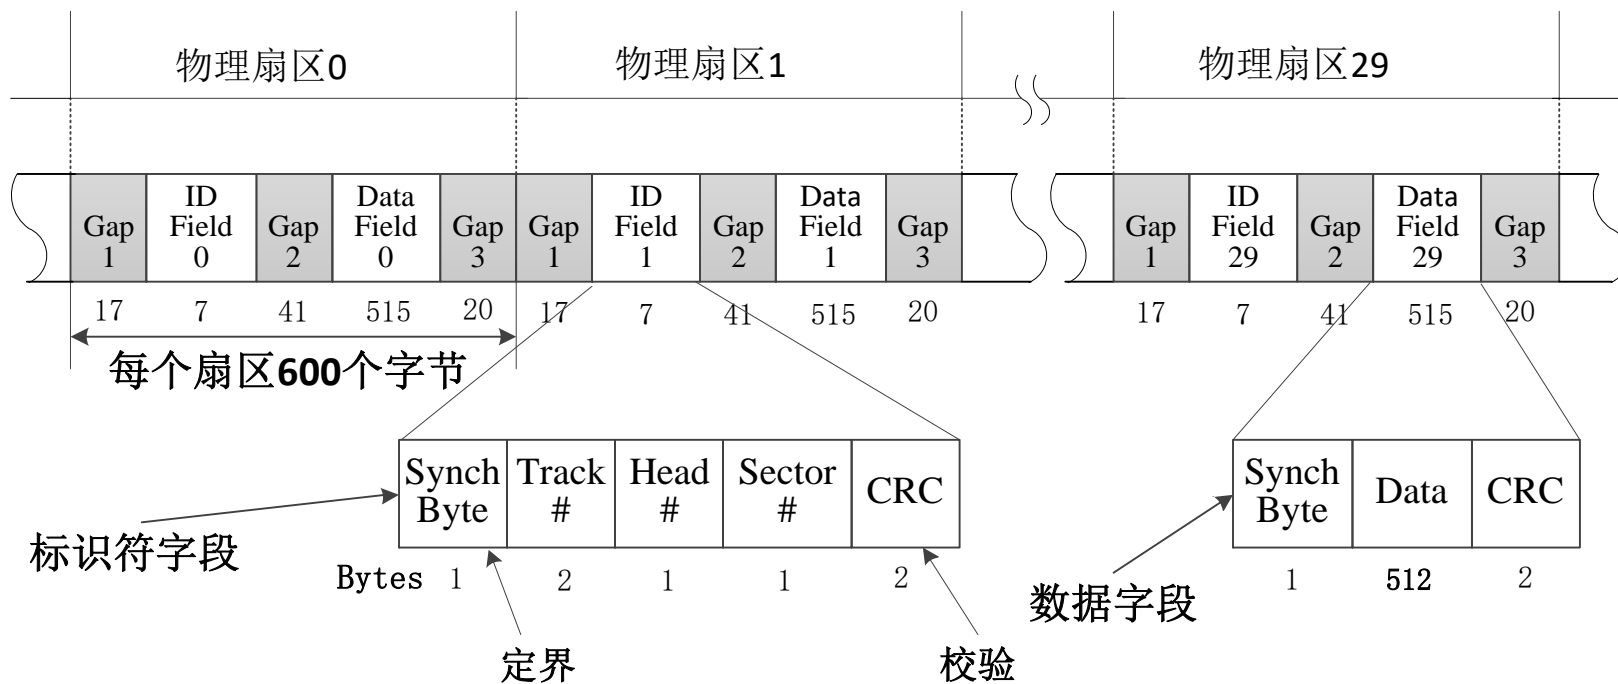 物理扇区0 物理扇区1 物理扇区29
Gap 1 ID Field 0 Gap 2 Data Field 0 Gap 3 Gap 1 ID Field 1 Gap 2 Data Field 1 Gap 3 Gap 1 ID Field 29 Gap 2 Data Field 29 Gap 3
17 7 41 515 20 17 7 41 515 20 17 7 41 515 20
每个扇区600个字节
Synch Byte Track # Head # Sector # CRC Synch Byte Data CRC
标识符字段
Bytes 1 2 1 1 2 1 512 2
数据字段
定界 校验